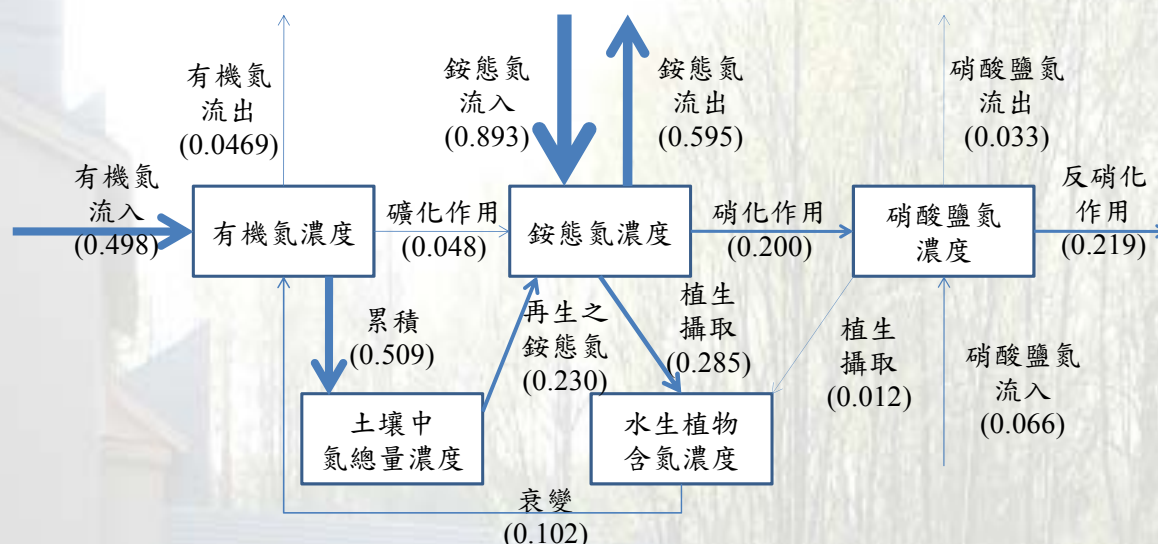 有機氮
流出
(0.0469)
銨態氮
流入
(0.893)
銨態氮
流出
(0.595)
硝酸鹽氮
流出
(0.033)
有機氮
流入
(0.498)
有機氮濃度
礦化作用
(0.048)
銨態氮濃度
硝化作用
(0.200)
硝酸鹽氮
濃度
反硝化
作用
(0.219)
累積
(0.509)
再生之
銨態氮
(0.230)
植生
攝取
(0.285)
植生
攝取
(0.012)
硝酸鹽氮
流入
(0.066)
土壤中
氮總量濃度
水生植物
含氮濃度
衰變
(0.102)